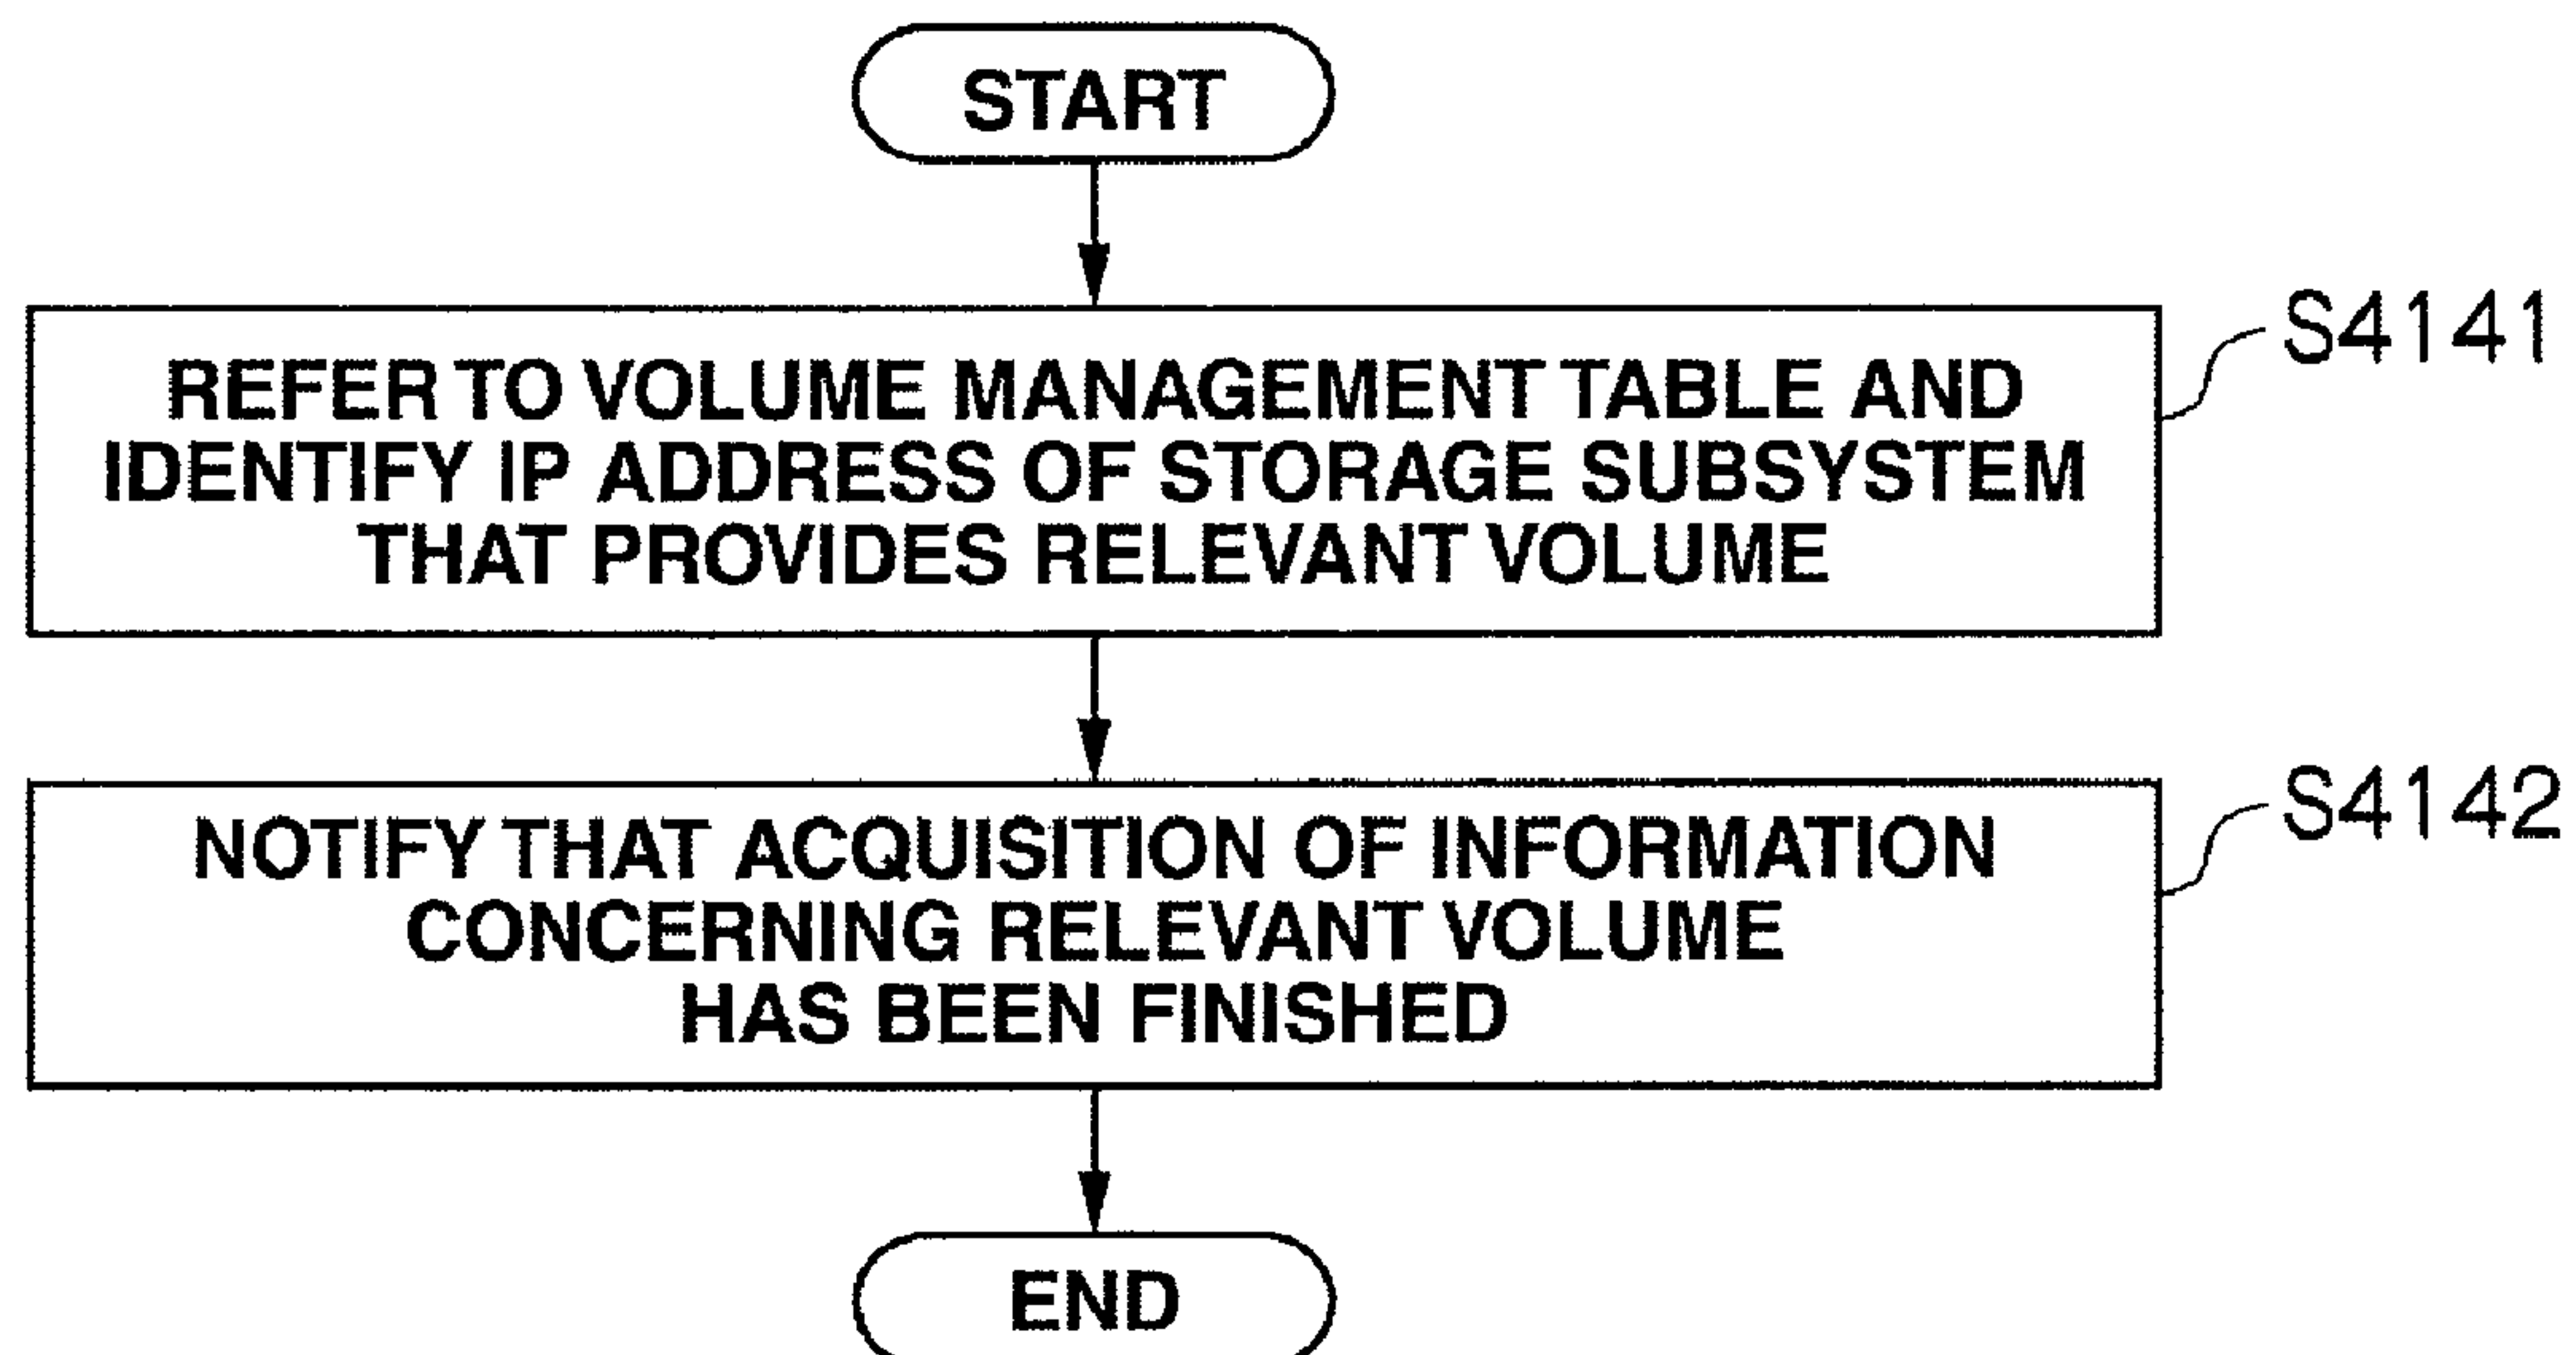 START
REFER TO VOLUME MANAGEMENT TABLE AND
IDENTIFY IP ADDRESS OF STORAGE SUBSYSTEM
THAT PROVIDES RELEVANT VOLUME
S4141
NOTIFY THAT ACQUISITION OF INFORMATION
CONCERNING RELEVANT VOLUME
HAS BEEN FINISHED
S4142
END